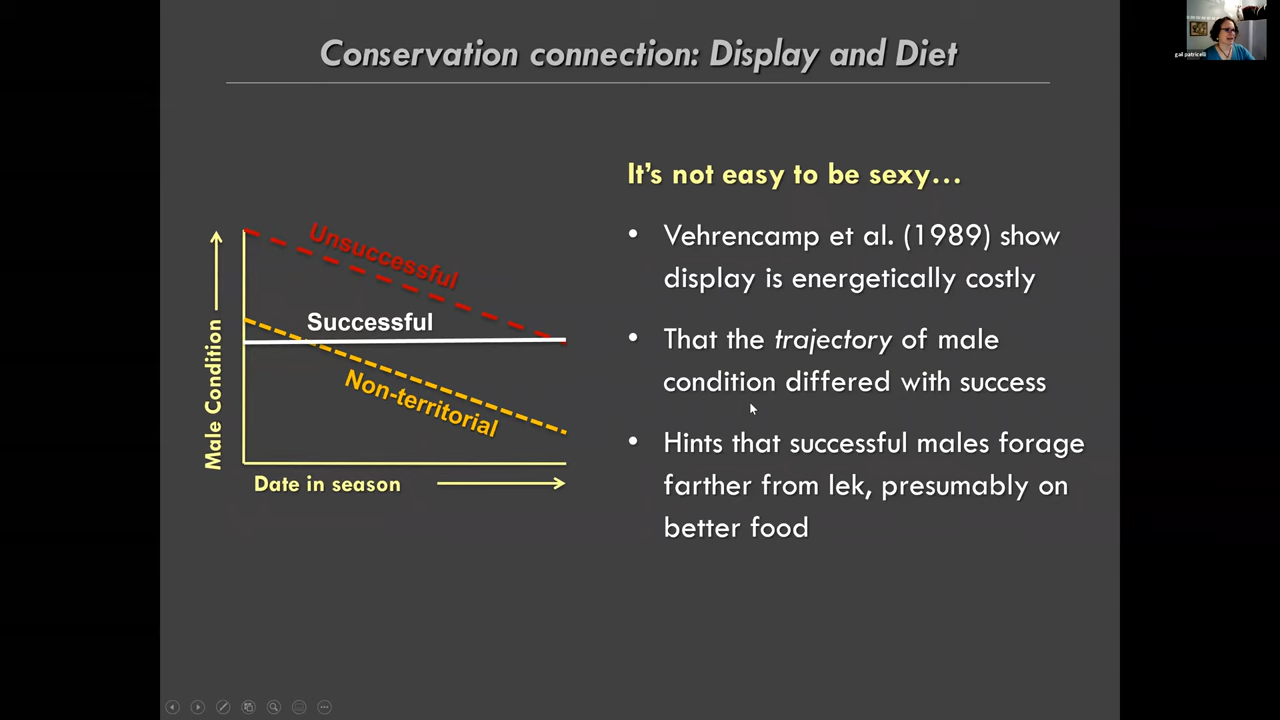 Conservation connection: Display and Diet
gail patricelli
It's not easy to be sexy…
• Vehrencamp et al. (1989) show
display is energetically costly
• That the trajectory of male
condition differed with success
• Hints that successful males forage
farther from lek, presumably on
better food
Unsuccessful
Successful
Non-territorial
Male Condition
Date in season